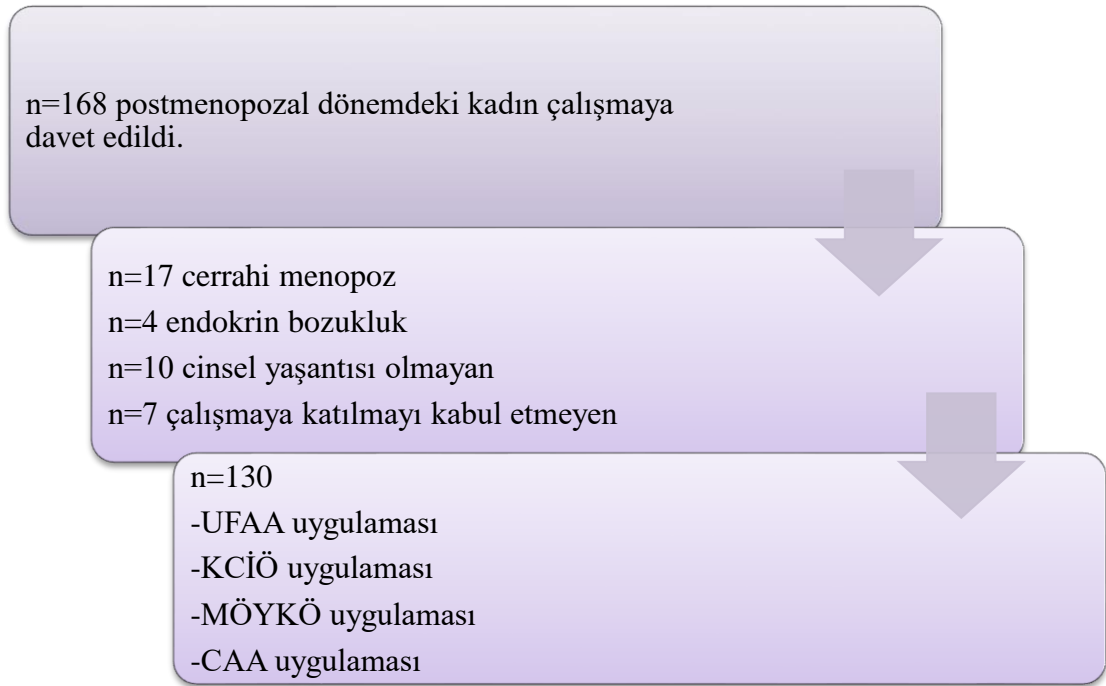 n=168 postmenopozal dönemdeki kadın çalışmaya
davet edildi.
n=17 cerrahi menopoz
n=4 endokrin bozukluk
n=10 cinsel yaşantısı olmayan
n=7 çalışmaya katılmayı kabul etmeyen
n=130
-UFAA uygulaması
-KCİÖ uygulaması
-MÖYKÖ uygulaması
-CAA uygulaması